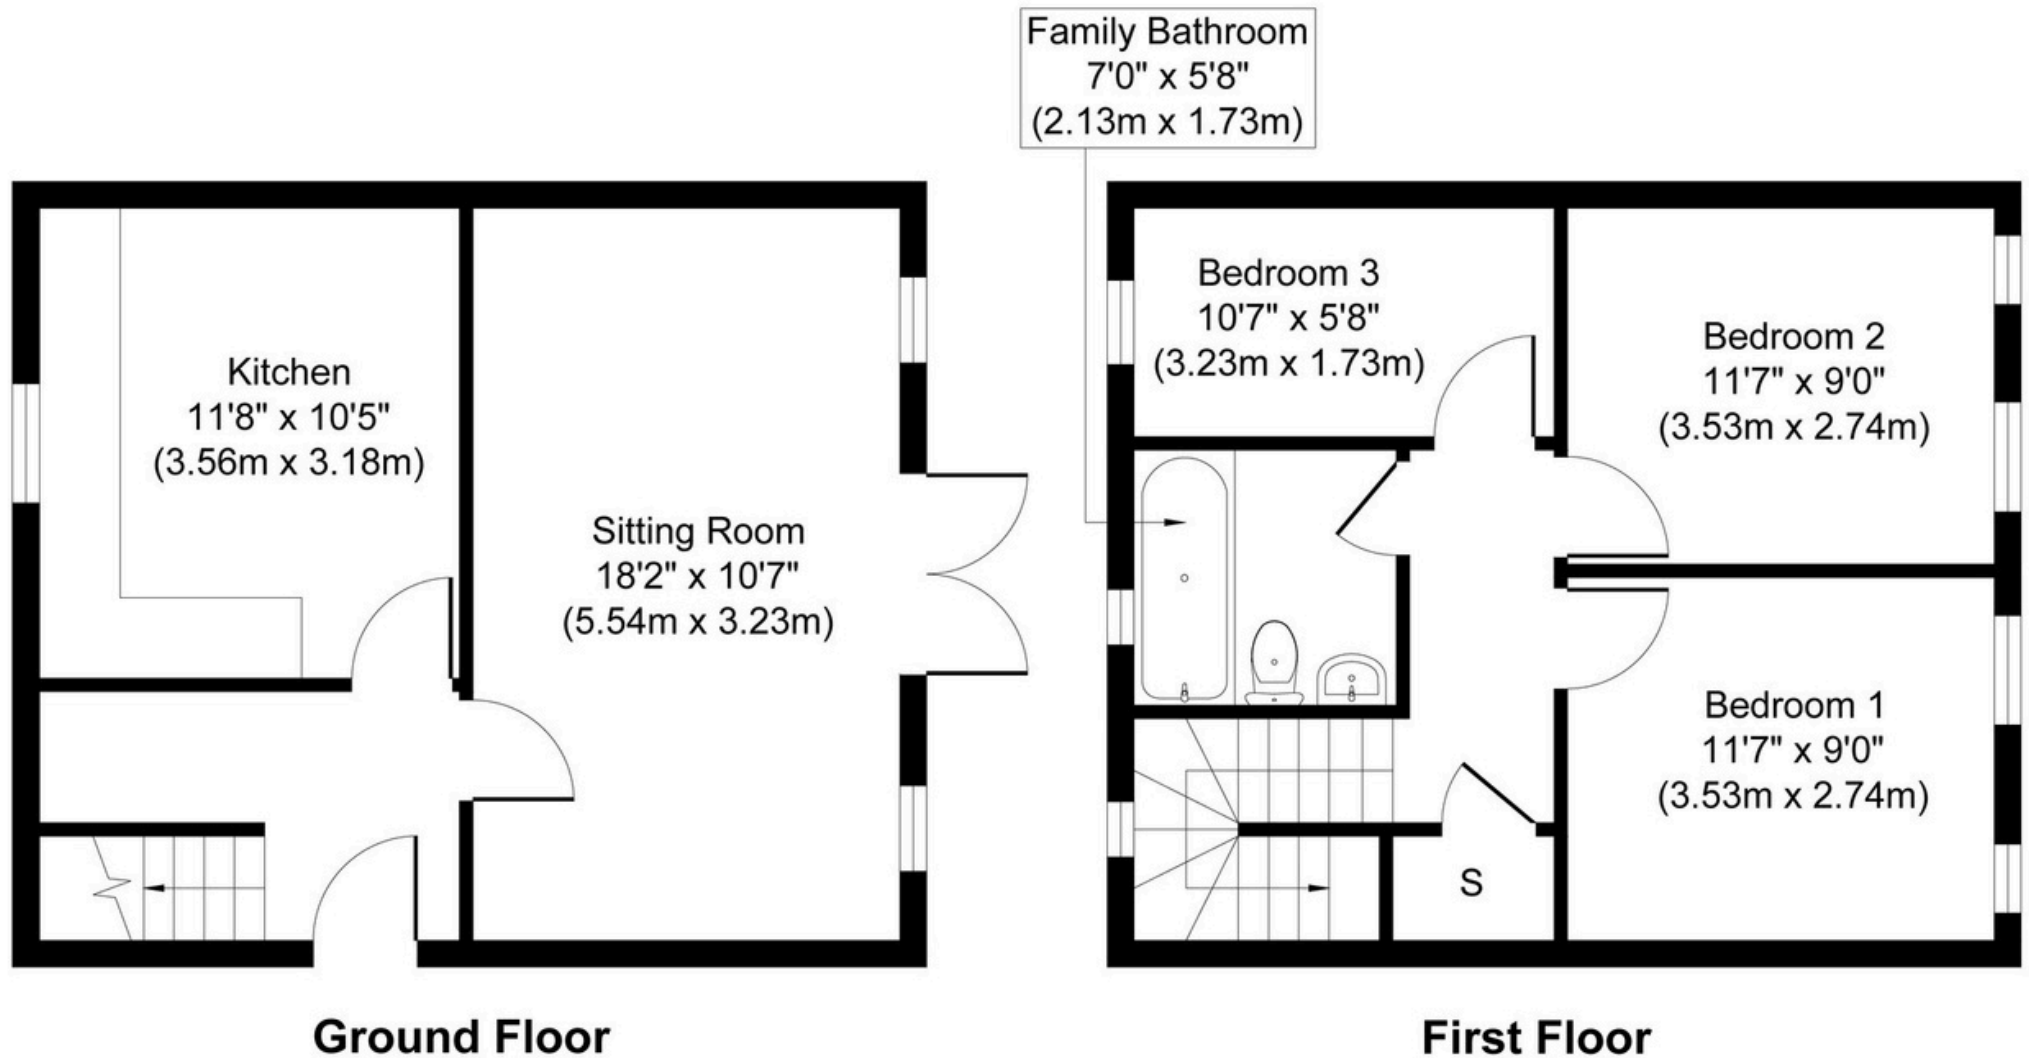 Family Bathroom
7'0" x 5'8"
(2.13m x 1.73m)
Kitchen
11'8" x 10'5"
(3.56m x 3.18m)
Sitting Room
18'2" x 10'7"
(5.54m x 3.23m)
Ground Floor
Bedroom 3
10'7" x 5'8"
(3.23m x 1.73m)
Bedroom 2
11'7" x 9'0"
(3.53m x 2.74m)
Bedroom 1
11'7" x 9'0"
(3.53m x 2.74m)
S
First Floor